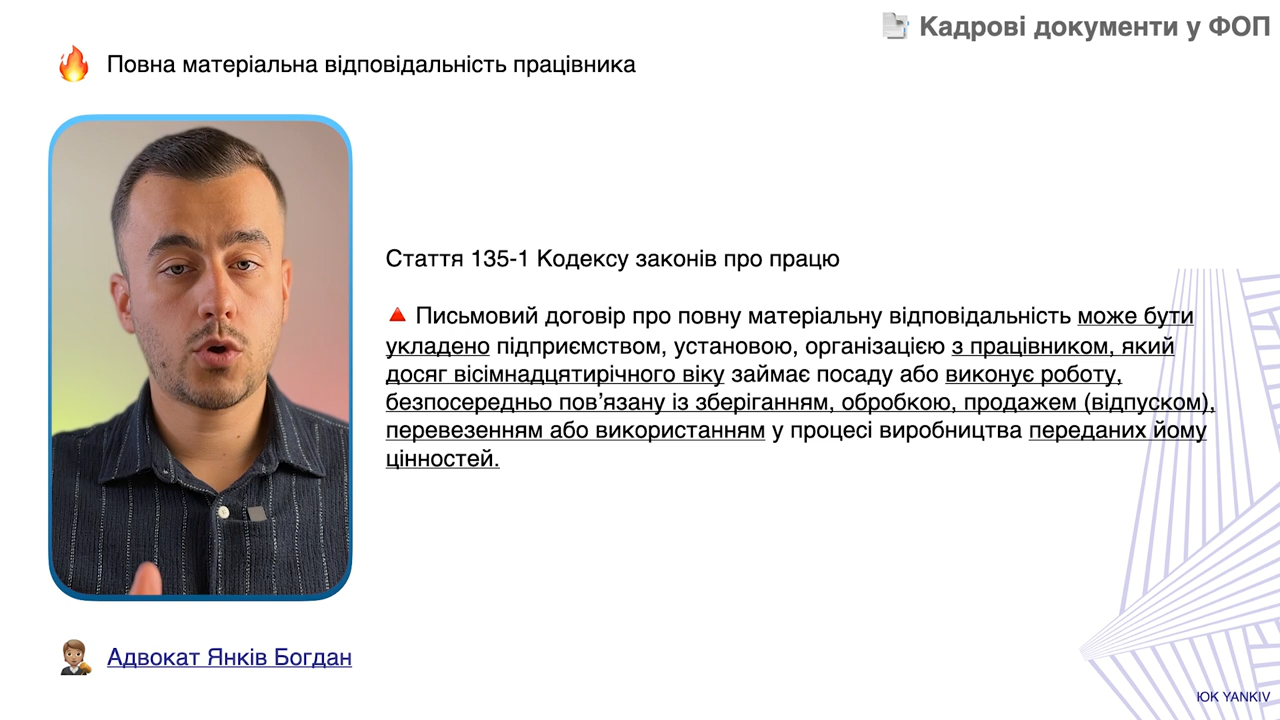 Кадрові документи у ФОП
Повна матеріальна відповідальність працівника
Стаття 135-1 Кодексу законів про працю
Письмовий договір про повну матеріальну відповідальність може бути
укладено підприємством, установою, організацією з працівником, який
досяг вісімнадцятирічного віку займає посаду або виконує роботу,
безпосередньо пов’язану із зберіганням, обробкою, продажем (відпуском),
перевезенням або використанням у процесі виробництва переданих йому
цінностей.
Адвокат Янків Богдан
ЮК YANKIV